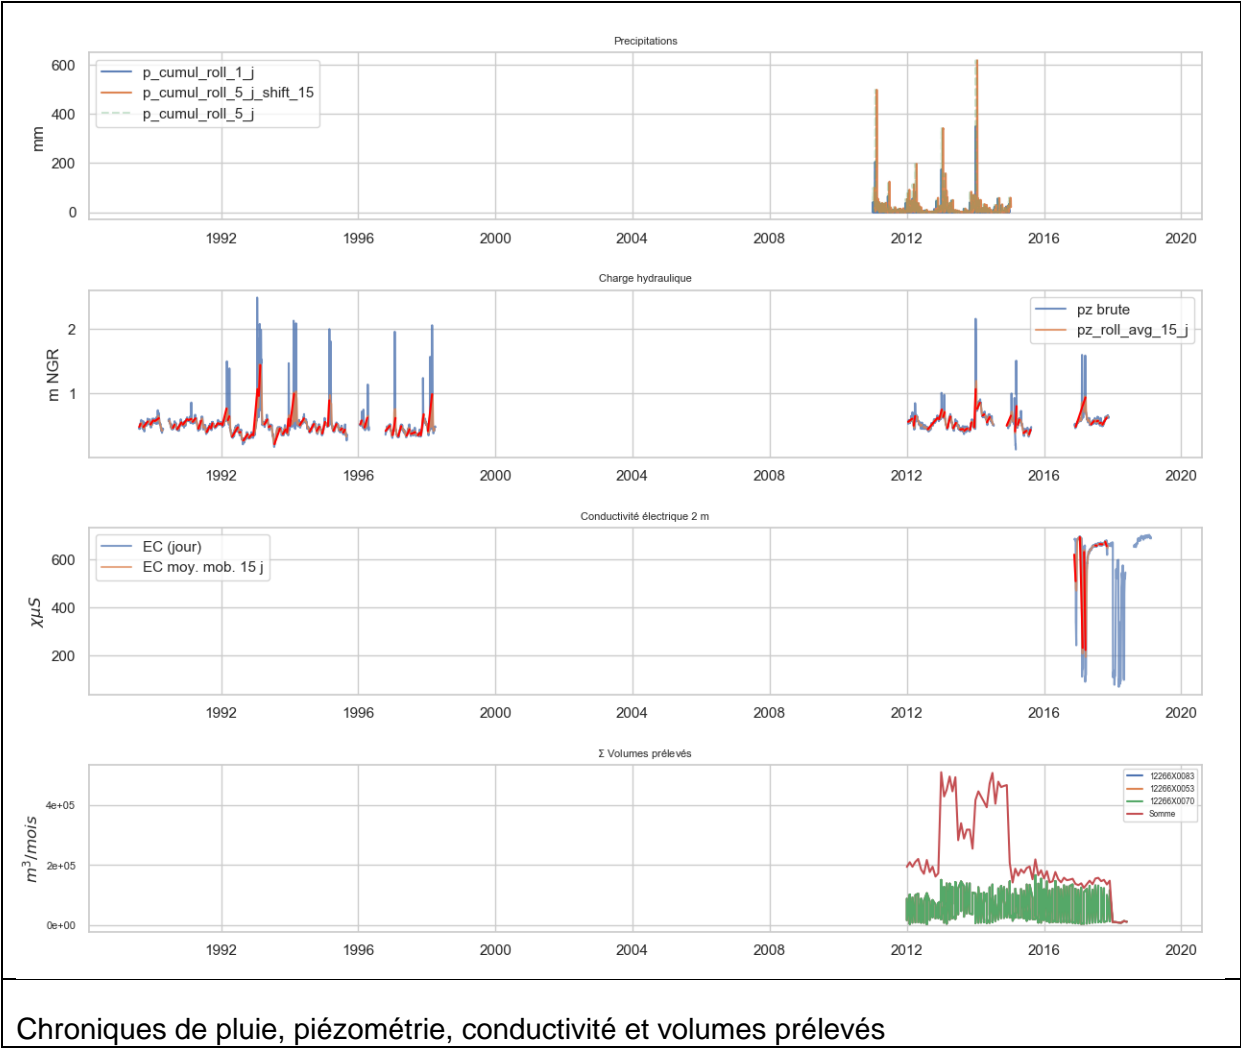 Precipitations
600
400
200
0
mm
p_cumul_roll_1_j
p_cumul_roll_5_j_shift_15
p_cumul_roll_5_j
1992 1996 2000 2004 2008 2012 2016 2020
Charge hydraulique
2
1
m NGR
pz brute
pz_roll_avg_15_j
1992 1996 2000 2004 2008 2012 2016 2020
Conductivité électrique 2 m
600
400
200
χμS
EC (jour)
EC moy. mob. 15 j
1992 1996 2000 2004 2008 2012 2016 2020
Σ Volumes prélevés
4e+05
2e+05
0e+00
m³/mois
12266X0083
12266X0053
12266X0070
Somme
1992 1996 2000 2004 2008 2012 2016 2020
Chroniques de pluie, piézométrie, conductivité et volumes prélevés